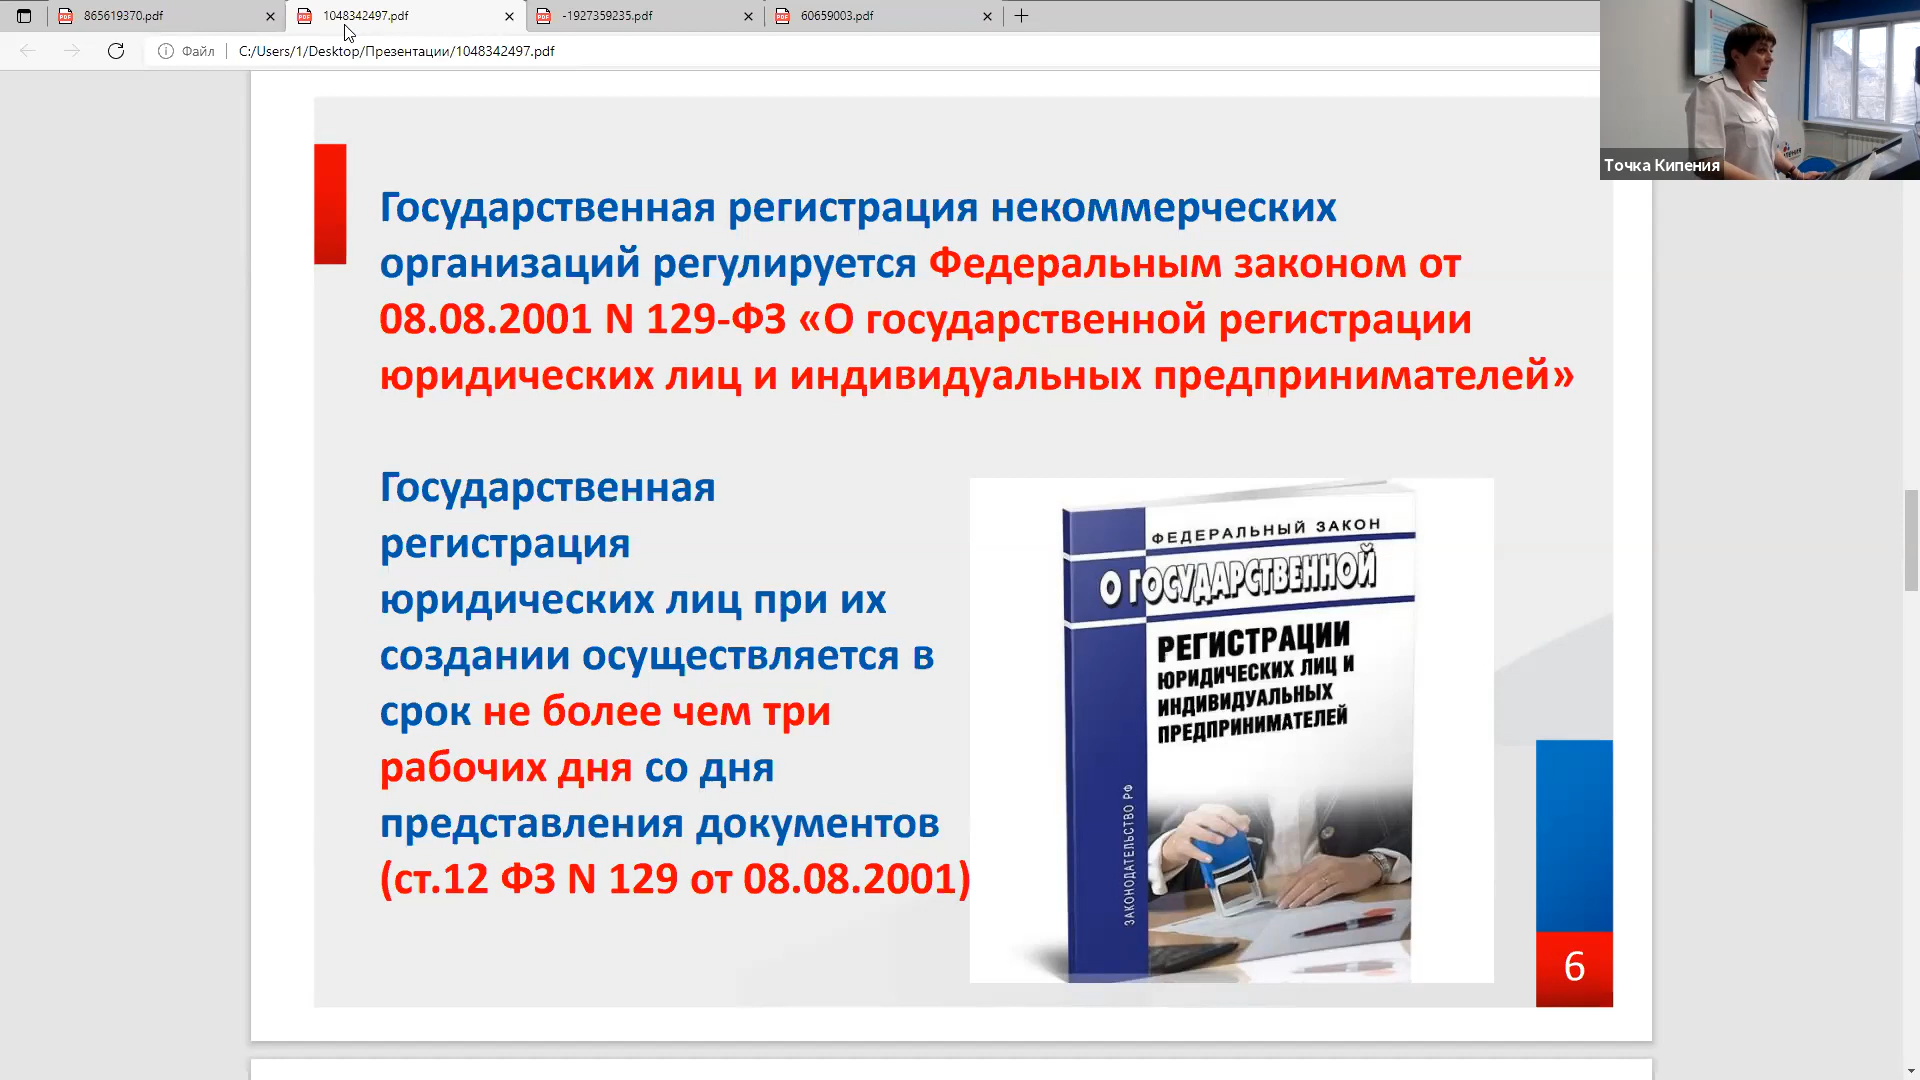 865619370.pdf
1048342497.pdf
-1927359235.pdf
60659003.pdf
Файл
C:/Users/1/Desktop/Презентации/1048342497.pdf
Точка Кипения
Государственная регистрация некоммерческих
организаций регулируется Федеральным законом от
08.08.2001 N 129-ФЗ «О государственной регистрации
юридических лиц и индивидуальных предпринимателей»
Государственная
регистрация
юридических лиц при их
создании осуществляется в
срок не более чем три
рабочих дня со дня
представления документов
(ст.12 ФЗ N 129 от 08.08.2001)
ФЕДЕРАЛЬНЫЙ ЗАКОН
О ГОСУДАРСТВЕННОЙ
РЕГИСТРАЦИИ
ЮРИДИЧЕСКИХ ЛИЦ И
ИНДИВИДУАЛЬНЫХ
ПРЕДПРИНИМАТЕЛЕЙ
ЗАКОНОДАТЕЛЬСТВО РФ
6